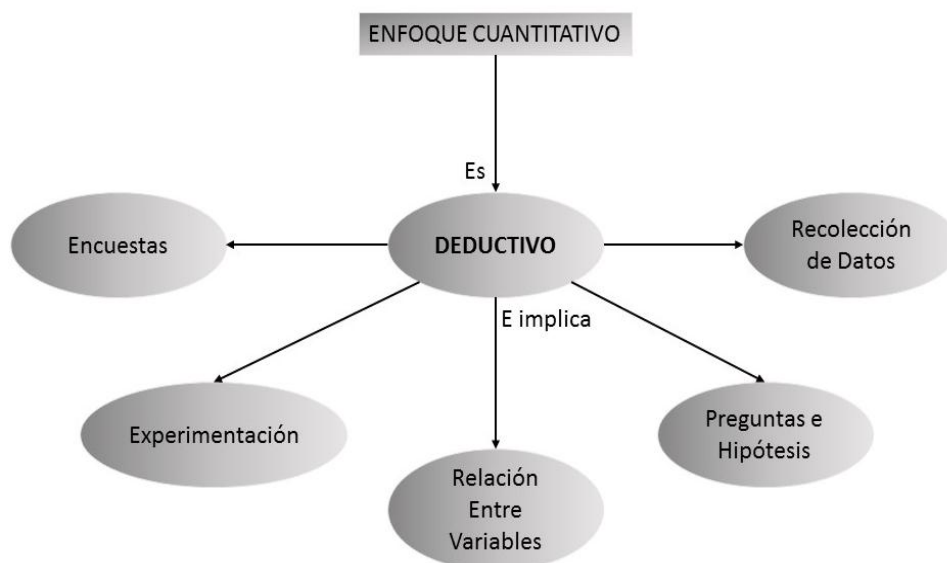 ENFOQUE CUANTITATIVO
Es
Encuestas
DEDUCTIVO
Recolección
de Datos
E implica
Experimentación
Preguntas e
Hipótesis
Relación
Entre
Variables